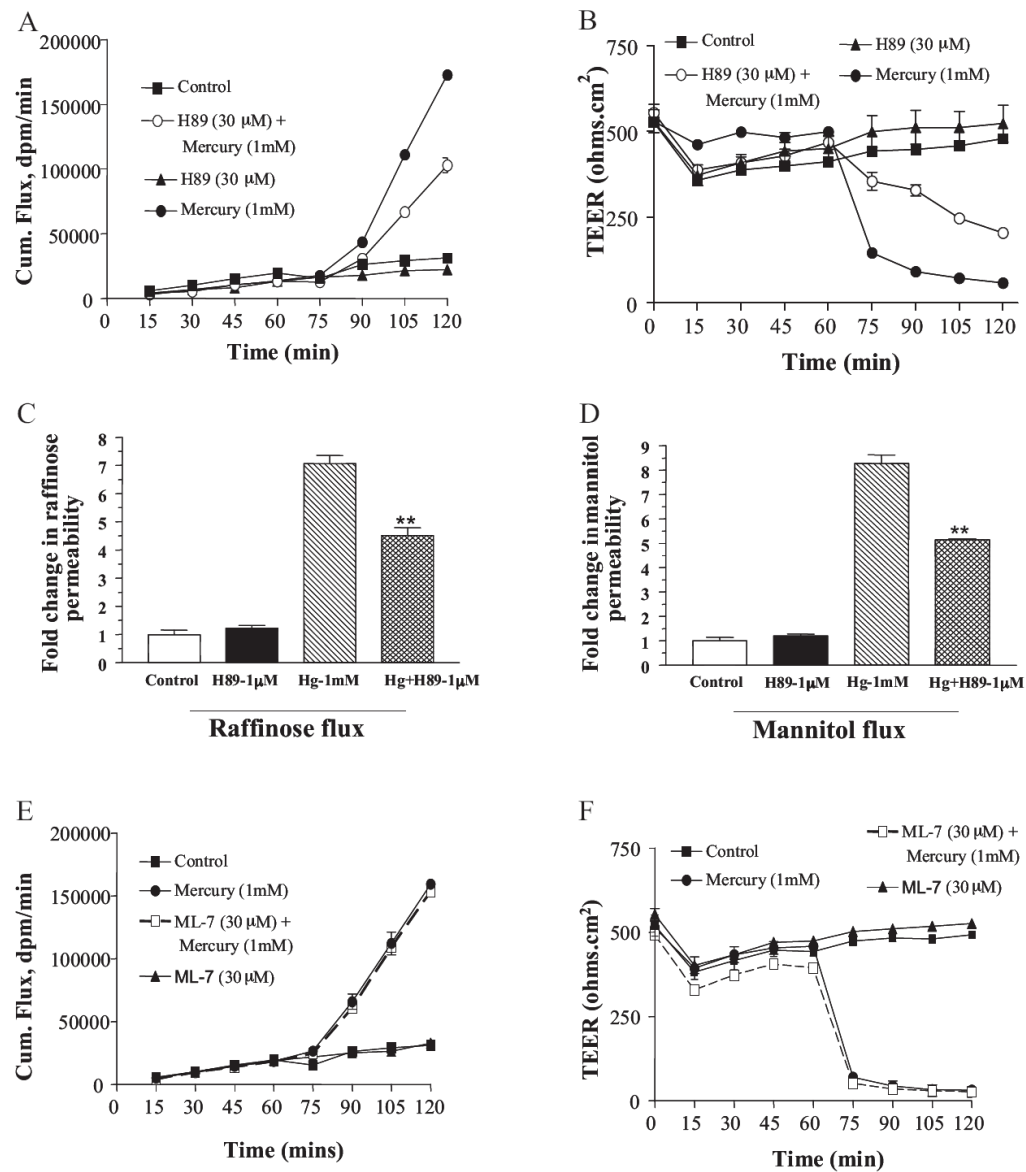 A
200000
150000
100000
50000
0
Cum. Flux, dpm/min
Control
H89 (30 μM) +
Mercury (1mM)
H89 (30 μM)
Mercury (1mM)
0 15 30 45 60 75 90 105 120
Time (min)
B
750
500
250
0
TEER (ohms.cm2)
Control
H89 (30 μM) +
Mercury (1mM)
H89 (30 μM)
Mercury (1mM)
0 15 30 45 60 75 90 105 120
Time (min)
C
Fold change in raffinose
permeability
8
7
6
5
4
3
2
1
0
**
Control H89-1μM Hg-1mM Hg+H89-1μM
Raffinose flux
D
Fold change in mannitol
permeability
9
8
7
6
5
4
3
2
1
0
**
Control H89-1μM Hg-1mM Hg+H89-1μM
Mannitol flux
E
200000
150000
100000
50000
0
Cum. Flux, dpm/min
Control
Mercury (1mM)
ML-7 (30 μM) +
Mercury (1mM)
ML-7 (30 μM)
0 15 30 45 60 75 90 105 120
Time (mins)
F
750
500
250
0
TEER (ohms.cm2)
Control
Mercury (1mM)
ML-7 (30 μM) +
Mercury (1mM)
ML-7 (30 μM)
0 15 30 45 60 75 90 105 120
Time (min)